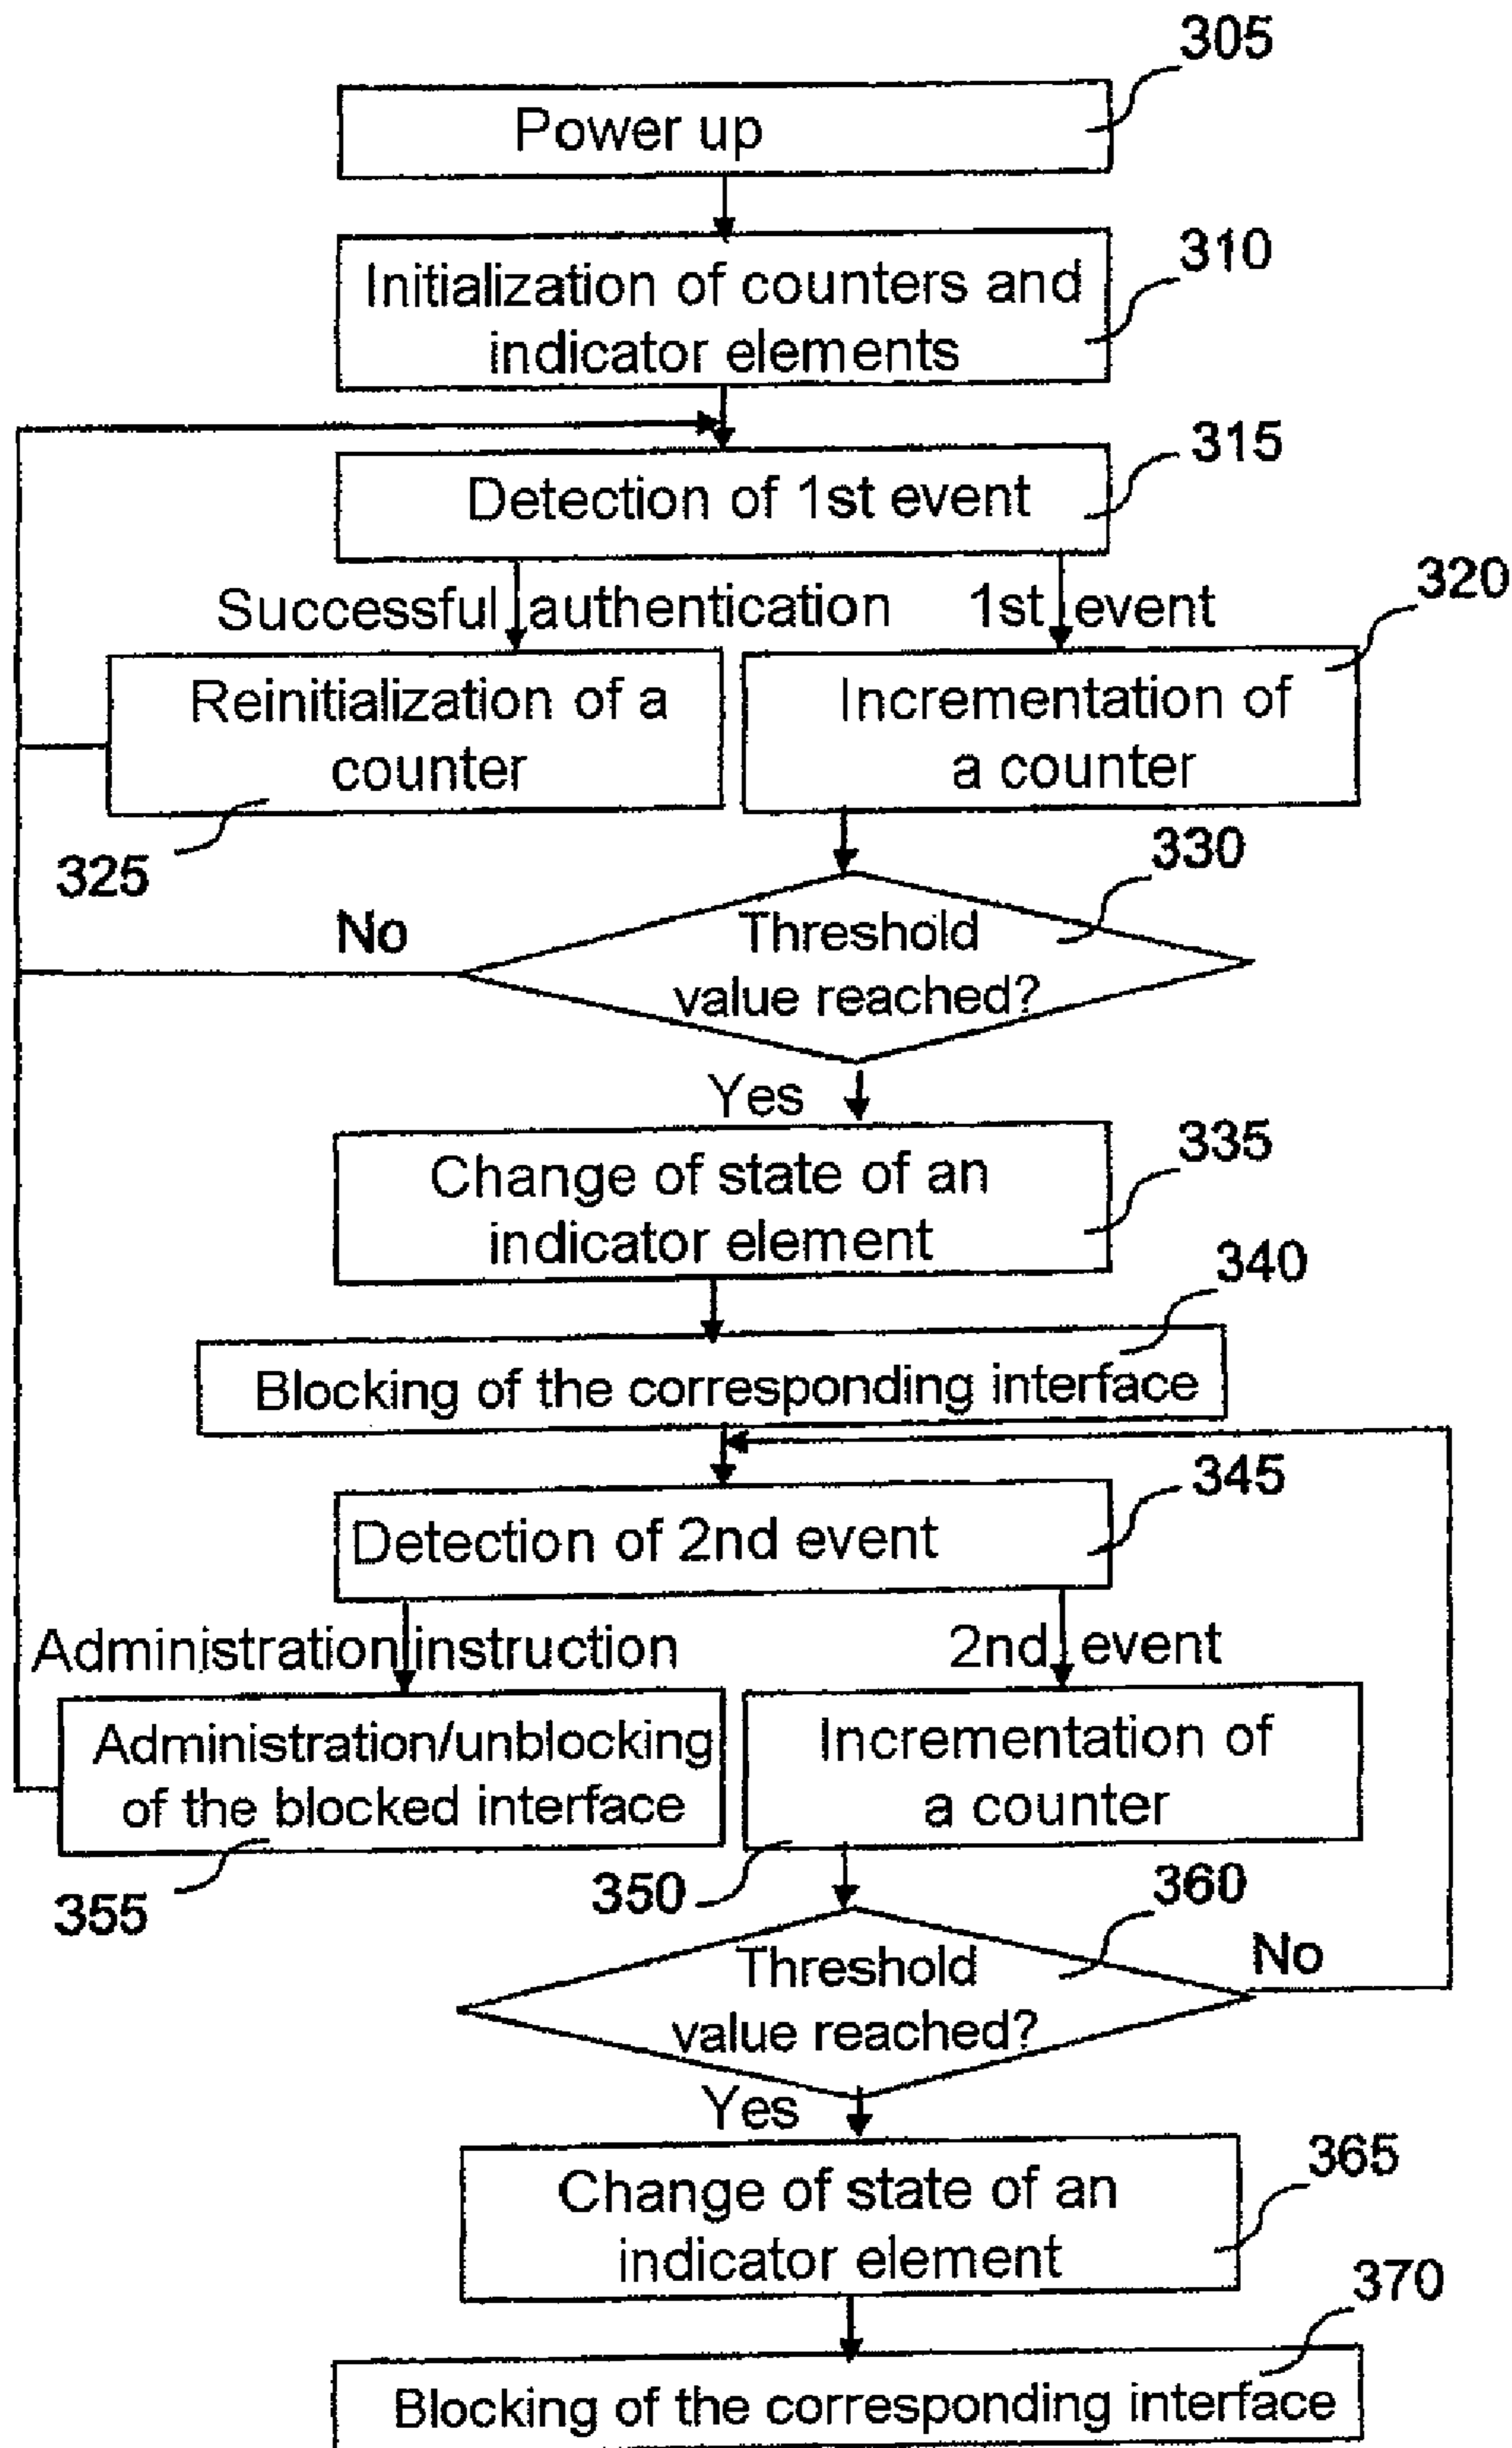 305
Power up
310
Initialization of counters and
indicator elements
315
Detection of 1st event
320
Successful authentication
1st event
Reinitialization of a
counter
Incrementation of
a counter
325
330
No
Threshold
value reached?
Yes
335
Change of state of an
indicator element
340
Blocking of the corresponding interface
345
Detection of 2nd event
Administration instruction
2nd event
Administration/unblocking
of the blocked interface
Incrementation of
a counter
355
350
360
No
Threshold
value reached?
Yes
365
Change of state of an
indicator element
370
Blocking of the corresponding interface